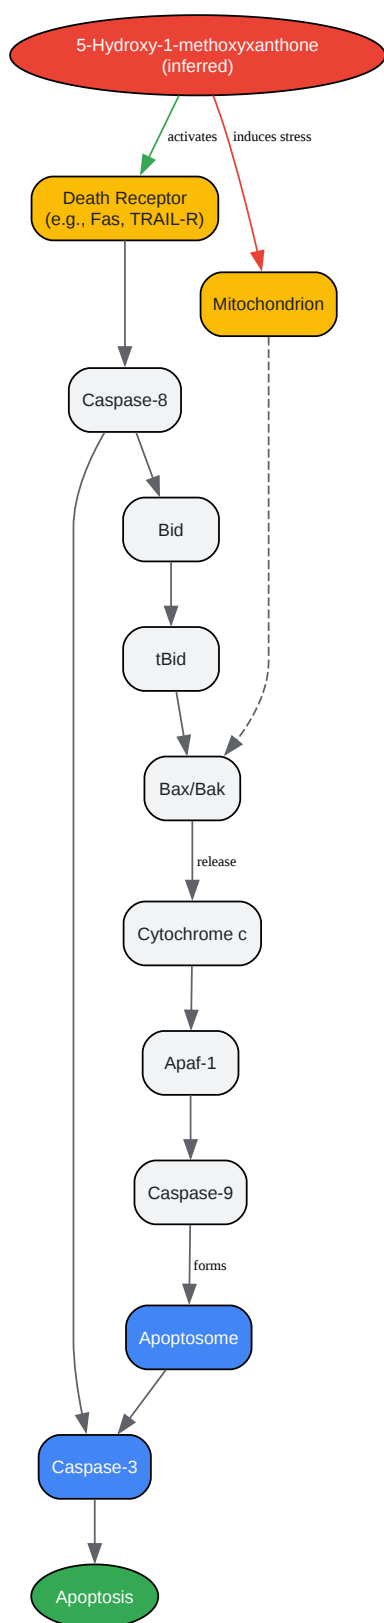 5-Hydroxy-1-methoxyxanthone
(inferred)
activates
induces stress
Death Receptor
(e.g., Fas, TRAIL-R)
Mitochondrion
Caspase-8
Bid
tBid
Bax/Bak
release
Cytochrome c
Apaf-1
Caspase-9
forms
Apoptosome
Caspase-3
Apoptosis